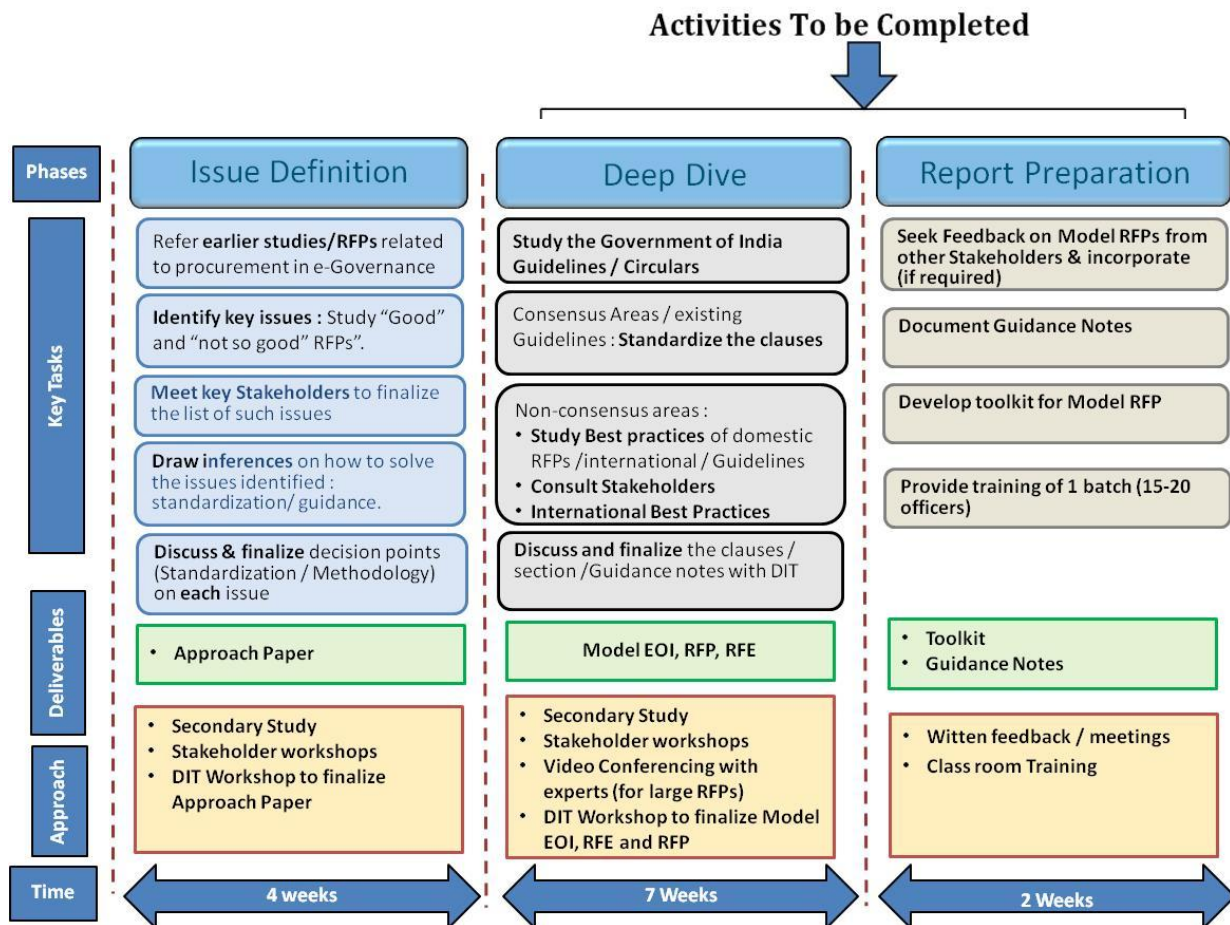 Activities To be Completed
Phases
Issue Definition
Deep Dive
Report Preparation
Key Tasks
Refer earlier studies/RFPs related
to procurement in e-Governance
Identify key issues : Study “Good”
and “not so good” RFPs”.
Meet key Stakeholders to finalize
the list of such issues
Draw inferences on how to solve
the issues identified :
standardization/ guidance.
Discuss & finalize decision points
(Standardization / Methodology)
on each issue
Study the Government of India
Guidelines / Circulars
Consensus Areas / existing
Guidelines : Standardize the clauses
Non-consensus areas :
• Study Best practices of domestic
RFPs /international / Guidelines
• Consult Stakeholders
• International Best Practices
Discuss and finalize the clauses /
section /Guidance notes with DIT
Seek Feedback on Model RFPs from
other Stakeholders & incorporate
(if required)
Document Guidance Notes
Develop toolkit for Model RFP
Provide training of 1 batch (15-20
officers)
Deliverables
• Approach Paper
Model EOI, RFP, RFE
• Toolkit
• Guidance Notes
Approach
• Secondary Study
• Stakeholder workshops
• DIT Workshop to finalize
Approach Paper
• Secondary Study
• Stakeholder workshops
• Video Conferencing with
experts (for large RFPs)
• DIT Workshop to finalize Model
EOI, RFE and RFP
• Witten feedback / meetings
• Class room Training
Time
4 weeks
7 Weeks
2 Weeks